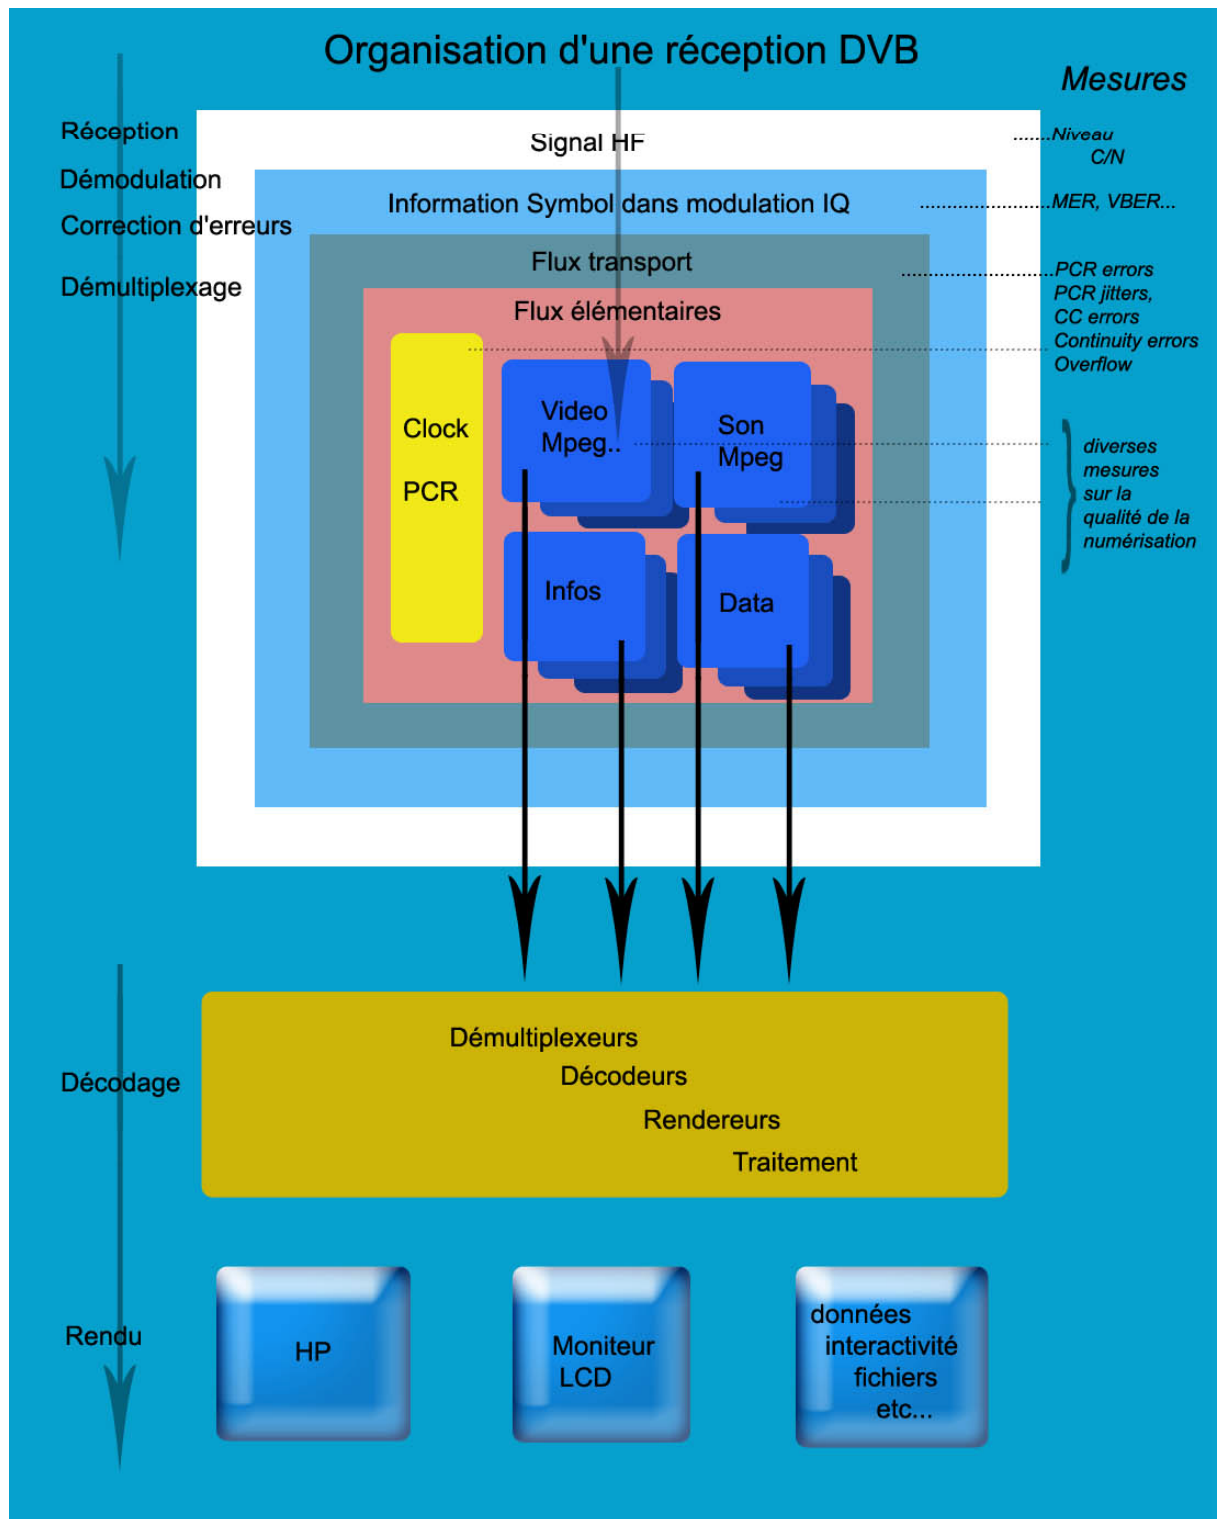 Organisation d'une réception DVB
Mesures
Réception
Démodulation
Correction d'erreurs
Démultiplexage
Signal HF
Information Symbol dans modulation IQ
Flux transport
Flux élémentaires
Clock
PCR
Video
Mpeg..
Son
Mpeg
Infos
Data
Niveau
C/N
MER, VBER...
PCR errors
PCR jitters,
CC errors
Continuity errors
Overflow
diverses
mesures
sur la
qualité de la
numérisation
Décodage
Démultiplexeurs
Décodeurs
Rendereurs
Traitement
Rendu
HP
Moniteur
LCD
données
interactivité
fichiers
etc...